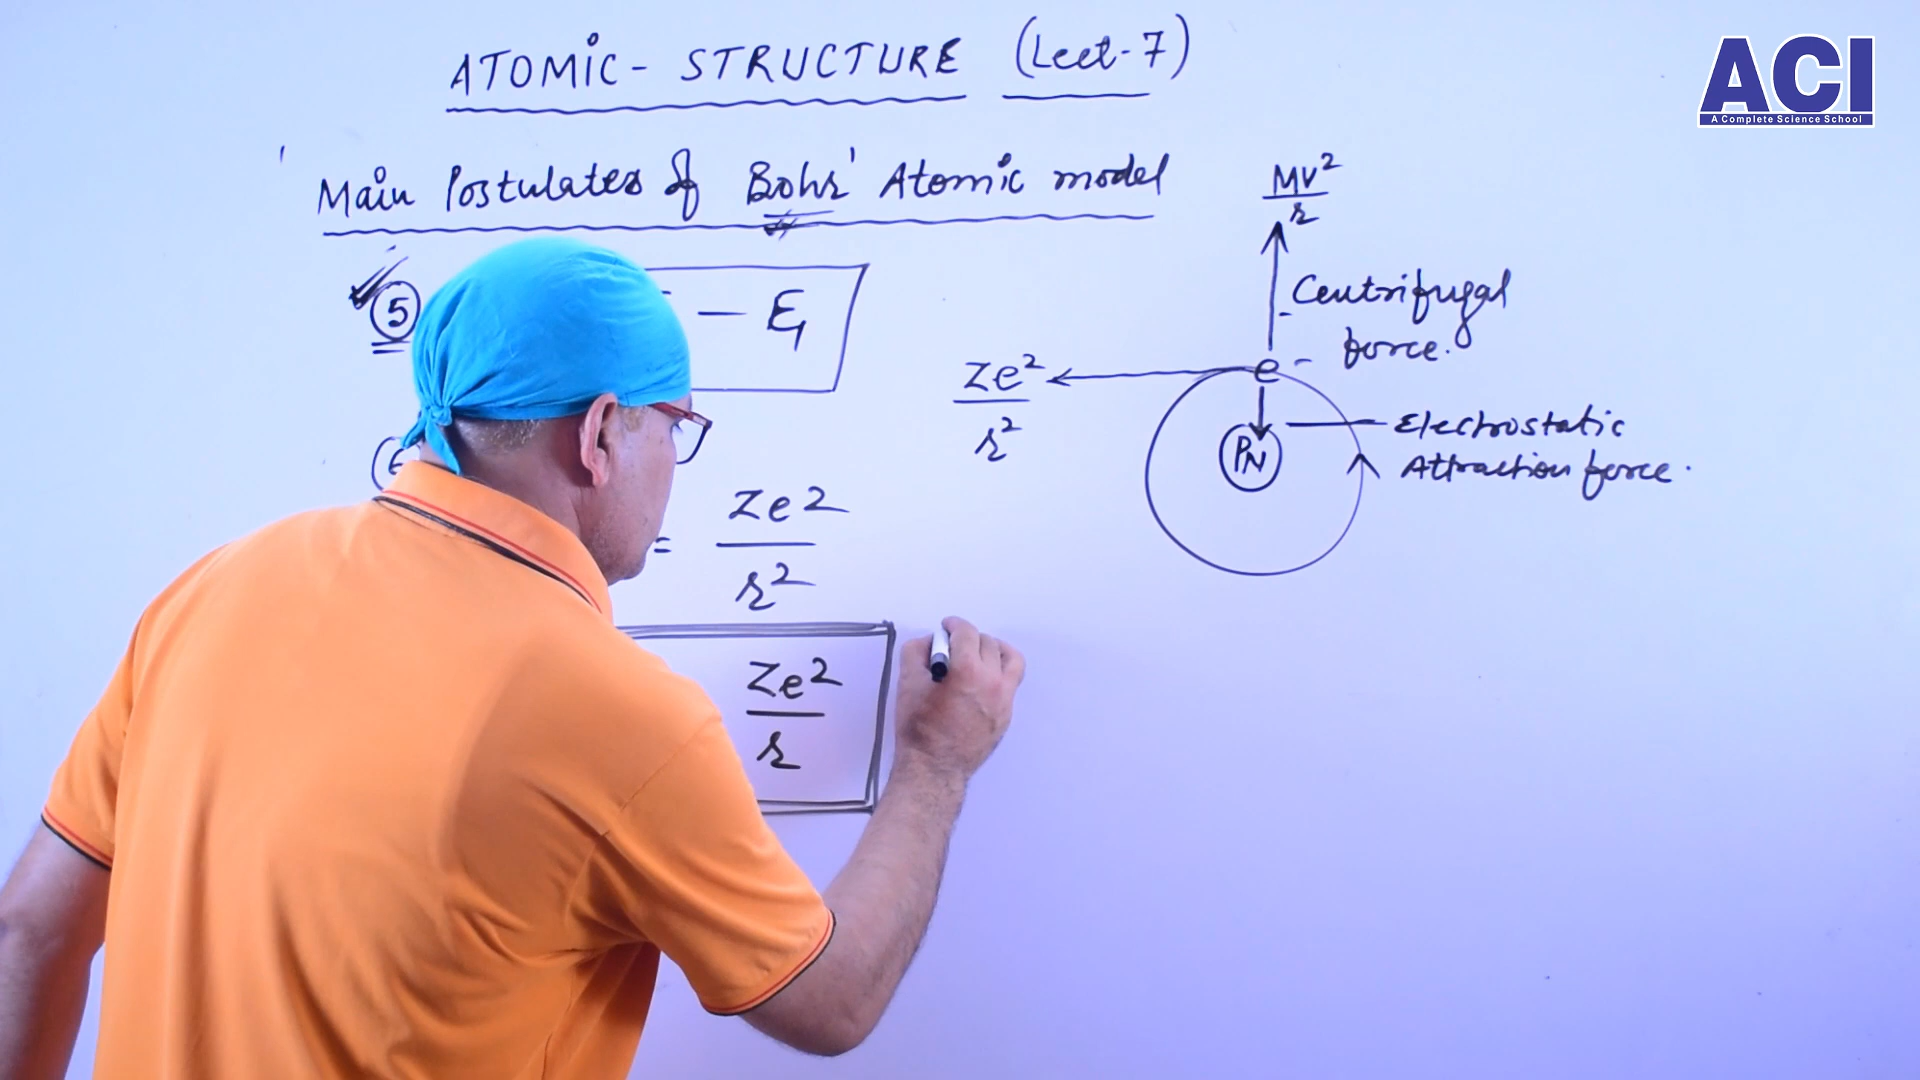 ATOMIC - STRUCTURE (Lect-7)
ACI
A Complete Science School
'Main Postulates of Bohr' Atomic model
MV²
r
5
— E₁
Centrifugal
force.
e -
Ze²
r²
Electrostatic
Attraction force.
PN
= Ze²
r²
Ze²
r